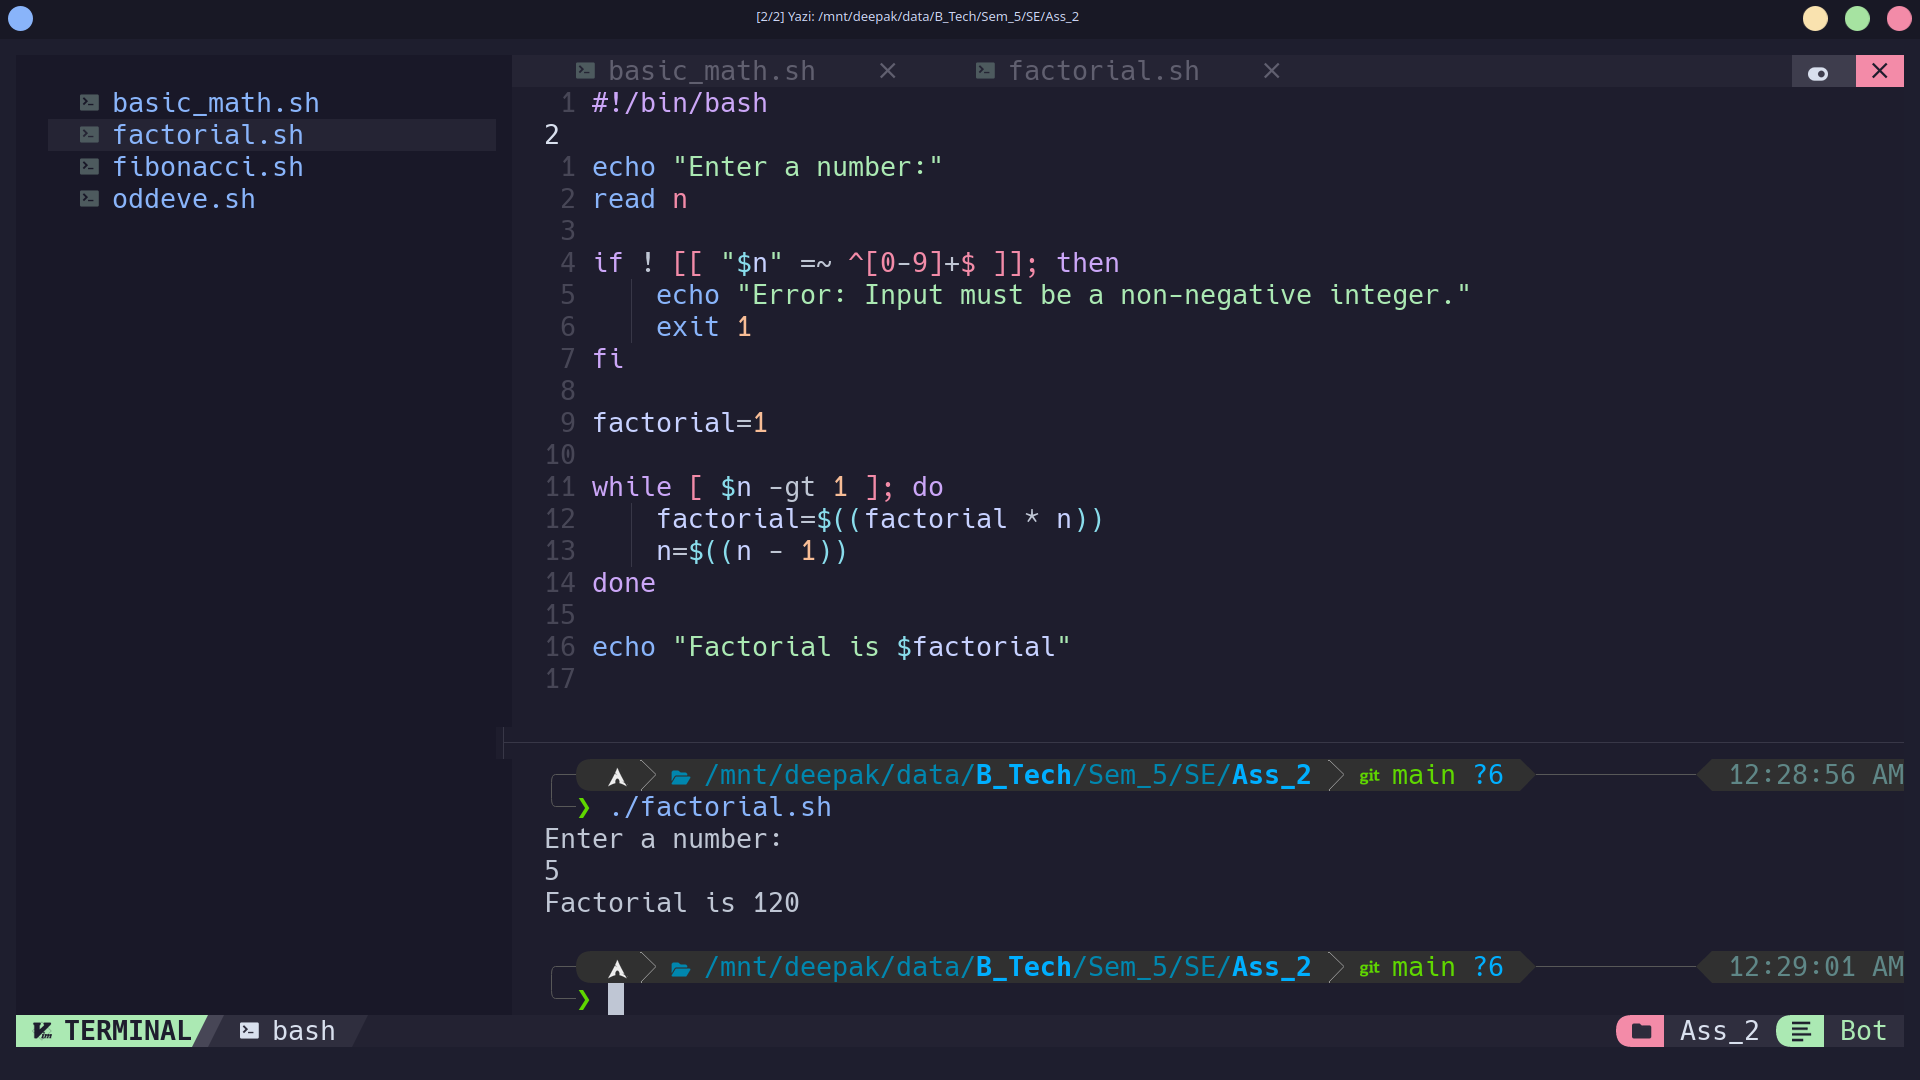 [2/2] Yazi: /mnt/deepak/data/B_Tech/Sem_5/SE/Ass_2
basic_math.sh
factorial.sh
fibonacci.sh
oddeve.sh
basic_math.sh factorial.sh
1 #!/bin/bash
2
1 echo "Enter a number:"
2 read n
3
4 if ! [[ "$n" =~ ^[0-9]+$ ]]; then
5 echo "Error: Input must be a non-negative integer."
6 exit 1
7 fi
8
9 factorial=1
10
11 while [ $n -gt 1 ]; do
12 factorial=$((factorial * n))
13 n=$((n - 1))
14 done
15
16 echo "Factorial is $factorial"
17
/mnt/deepak/data/B_Tech/Sem_5/SE/Ass_2 git main ?6 12:28:56 AM
❯ ./factorial.sh
Enter a number:
5
Factorial is 120
/mnt/deepak/data/B_Tech/Sem_5/SE/Ass_2 git main ?6 12:29:01 AM
❯
TERMINAL bash Ass_2 Bot